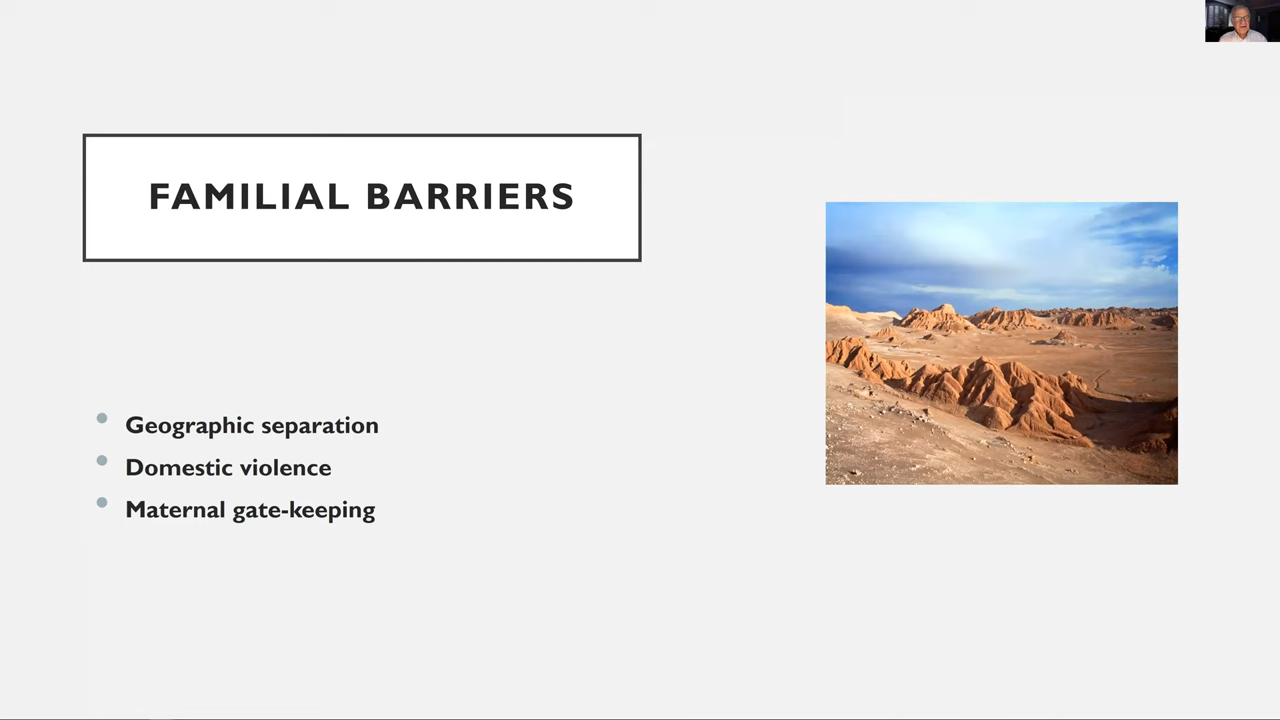 FAMILIAL BARRIERS
Geographic separation
Domestic violence
Maternal gate-keeping